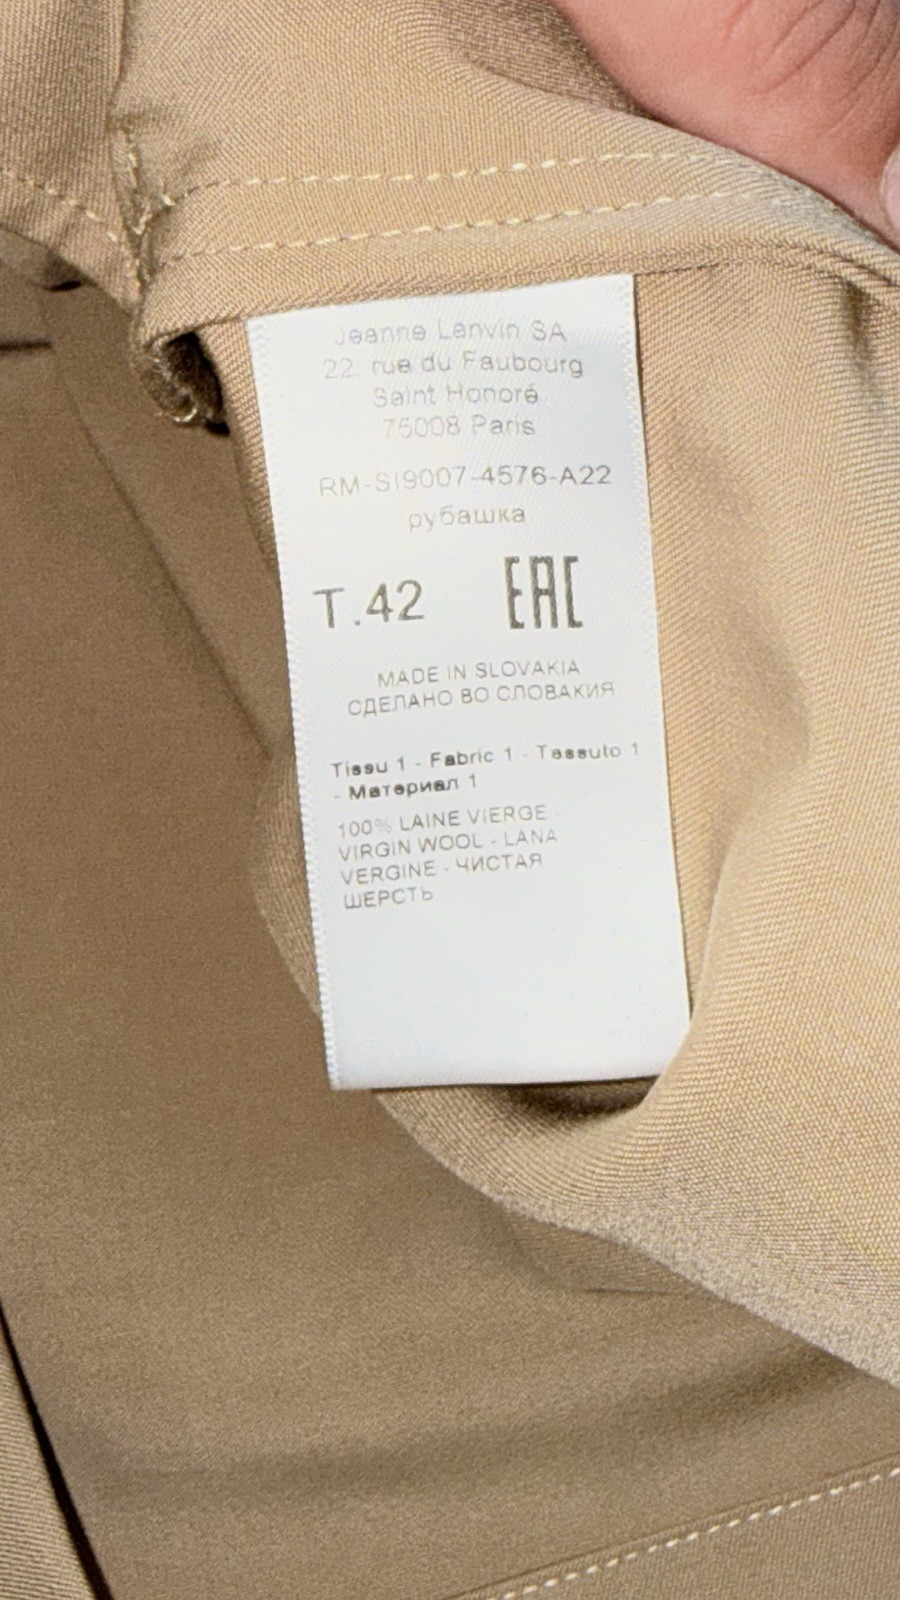 Jeanne Lanvin SA
22 rue du Faubourg
Saint Honoré
75008 Paris
RM-SI9007-4576-A22
рубашка
T.42 EAC
MADE IN SLOVAKIA
СДЕЛАНО ВО СЛОВАКИЯ
Tissu 1 - Fabric 1 - Tessuto 1
- Материал 1
100% LAINE VIERGE -
VIRGIN WOOL - LANA
VERGINE - ЧИСТАЯ
ШЕРСТЬ